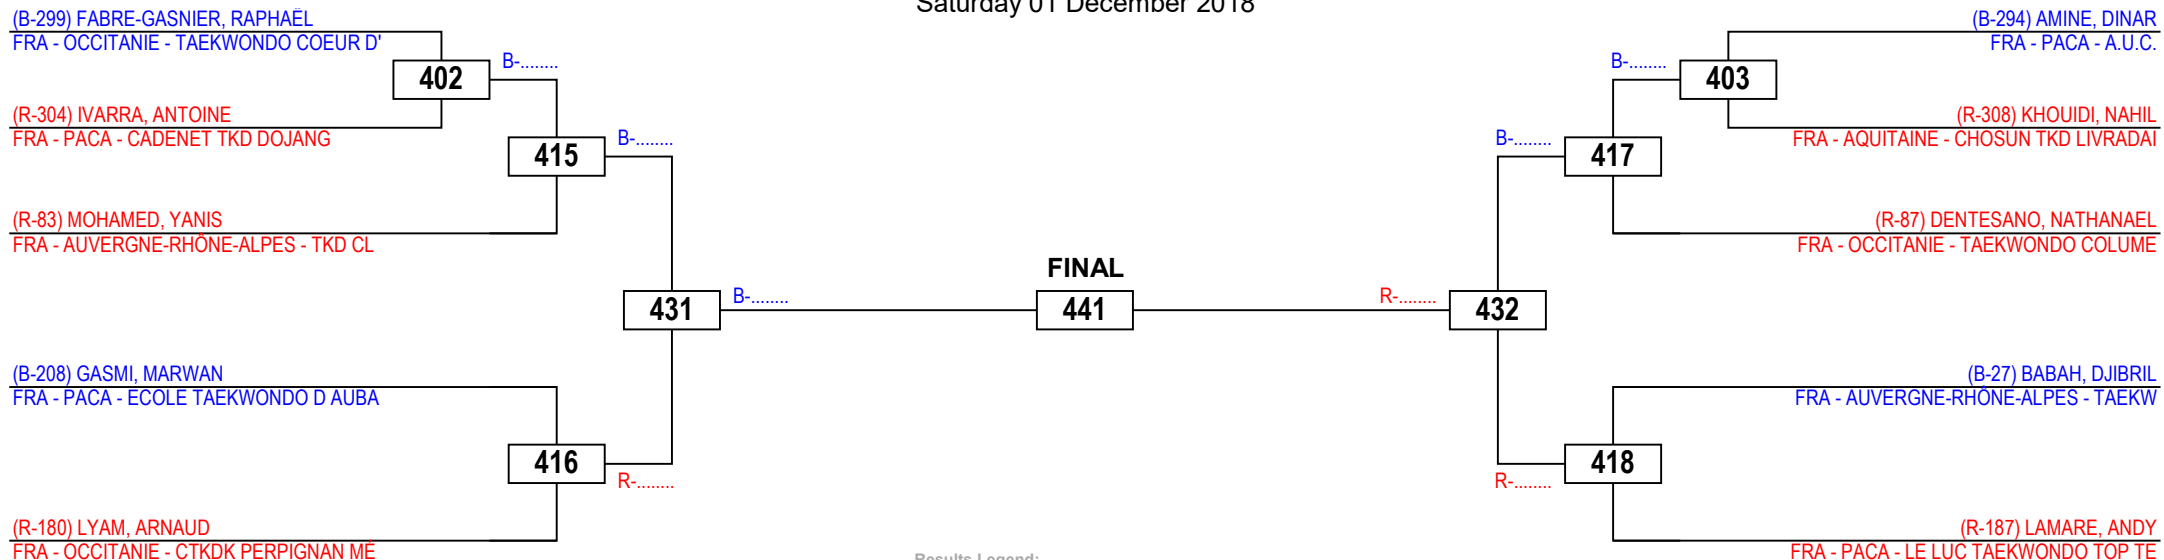 Saturday 01 December 2018
(B-299) FABRE-GASNIER, RAPHAËL
FRA - OCCITANIE - TAEKWONDO COEUR D'
402
B-........
(R-304) IVARRA, ANTOINE
FRA - PACA - CADENET TKD DOJANG
415
B-........
(R-83) MOHAMED, YANIS
FRA - AUVERGNE-RHÔNE-ALPES - TKD CL
431
B-........
(B-208) GASMI, MARWAN
FRA - PACA - ECOLE TAEKWONDO D AUBA
416
R-........
(R-180) LYAM, ARNAUD
FRA - OCCITANIE - CTKDK PERPIGNAN MÉ
FINAL
441
(B-294) AMINE, DINAR
FRA - PACA - A.U.C.
B-........
403
(R-308) KHOUIDI, NAHIL
FRA - AQUITAINE - CHOSUN TKD LIVRADAI
B-........
417
(R-87) DENTESANO, NATHANAEL
FRA - OCCITANIE - TAEKWONDO COLUME
R-........
432
(B-27) BABAH, DJIBRIL
FRA - AUVERGNE-RHÔNE-ALPES - TAEKW
418
R-........
(R-187) LAMARE, ANDY
FRA - PACA - LE LUC TAEKWONDO TOP TE
Results Legend: